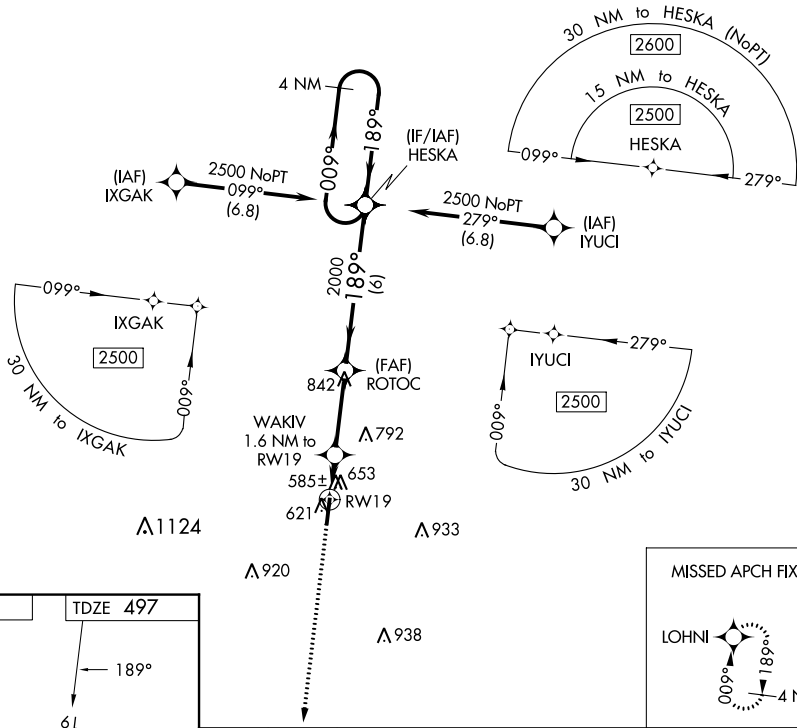 30 NM to HESKA (NoPT)
2600
15 NM to HESKA
2500
HESKA
099°
279°
4 NM
009°
189°
(IF/IAF)
HESKA
(IAF)
IXGAK
2500 NoPT
099°
(6.8)
2500 NoPT
279°
(6.8)
(IAF)
IYUCI
2000
189°
(6)
099°
IXGAK
2500
009°
30 NM to IXGAK
IYUCI
279°
2500
009°
30 NM to IYUCI
(FAF)
ROTOC
842
WAKIV
1.6 NM to
RW19
792
585±
653
621
RW19
1124
933
920
938
TDZE 497
189°
19
MISSED APCH FIX
LOHNI
009°
189°
4 N